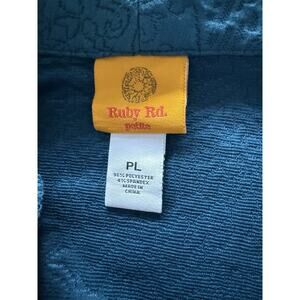 Ruby Rd.
petite
PL
96% POLYESTER
4% SPANDEX
MADE IN
CHINA